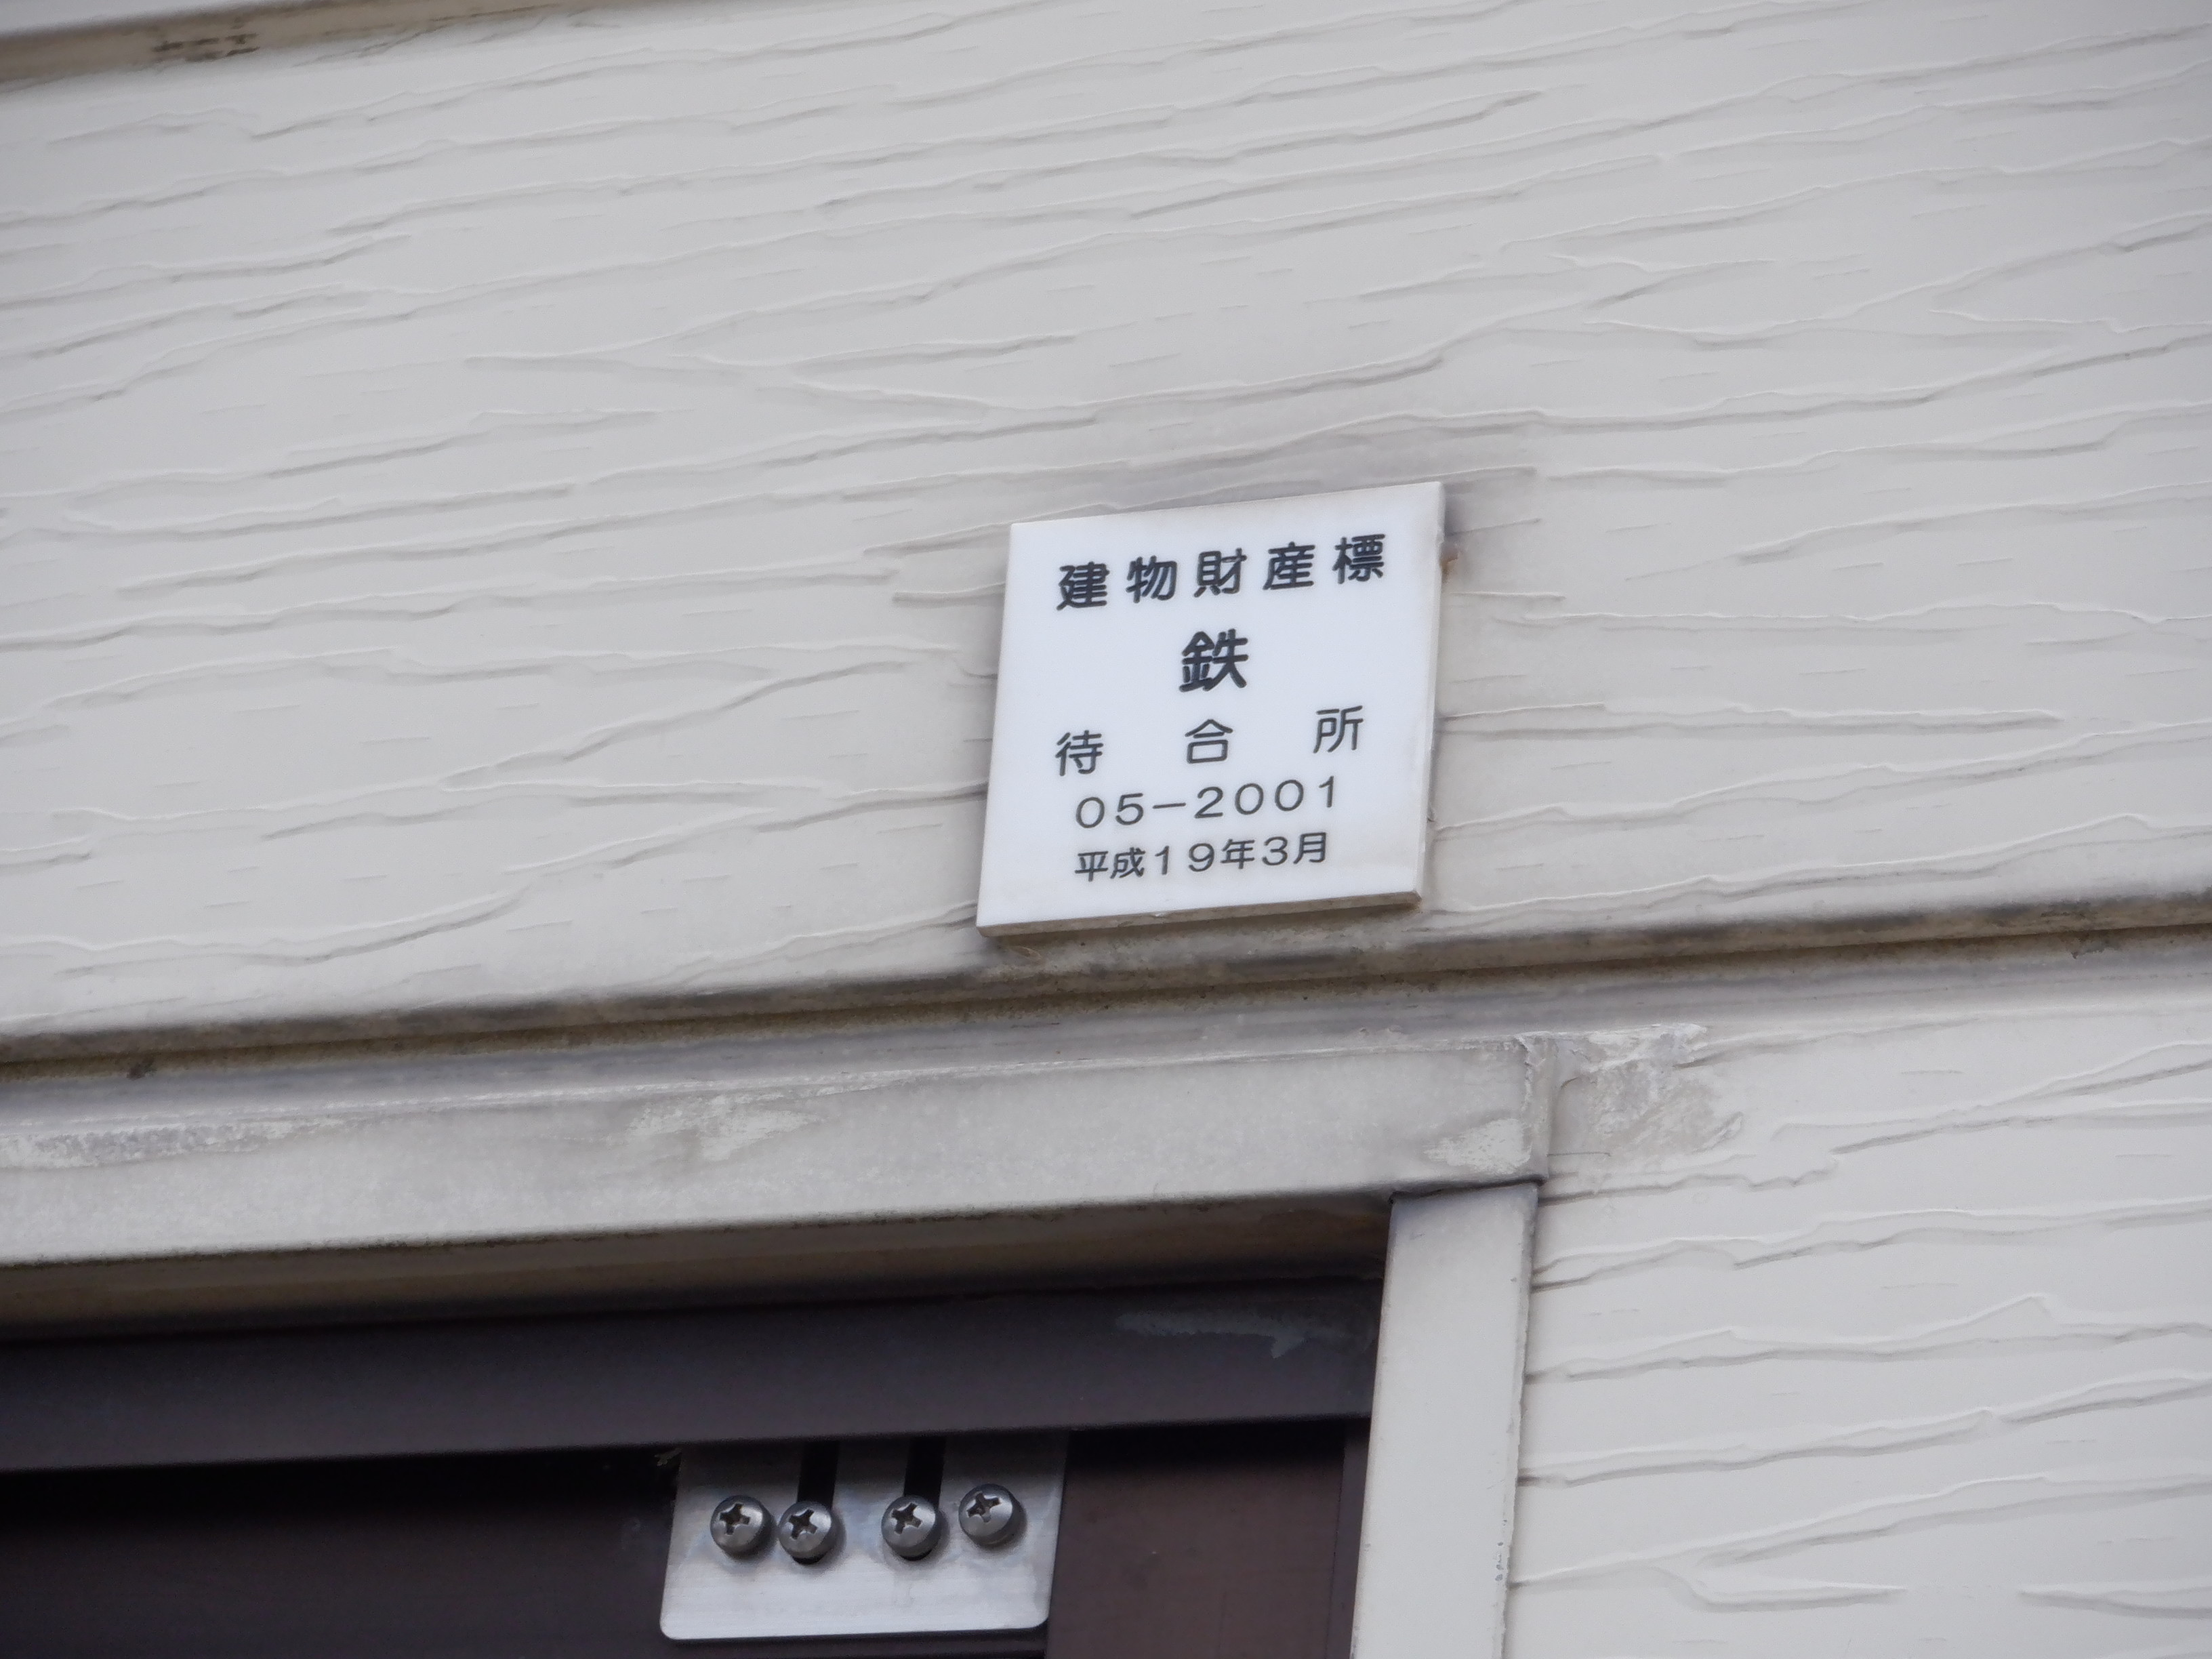 建物財産標
鉄
待合所
05-2001
平成19年3月